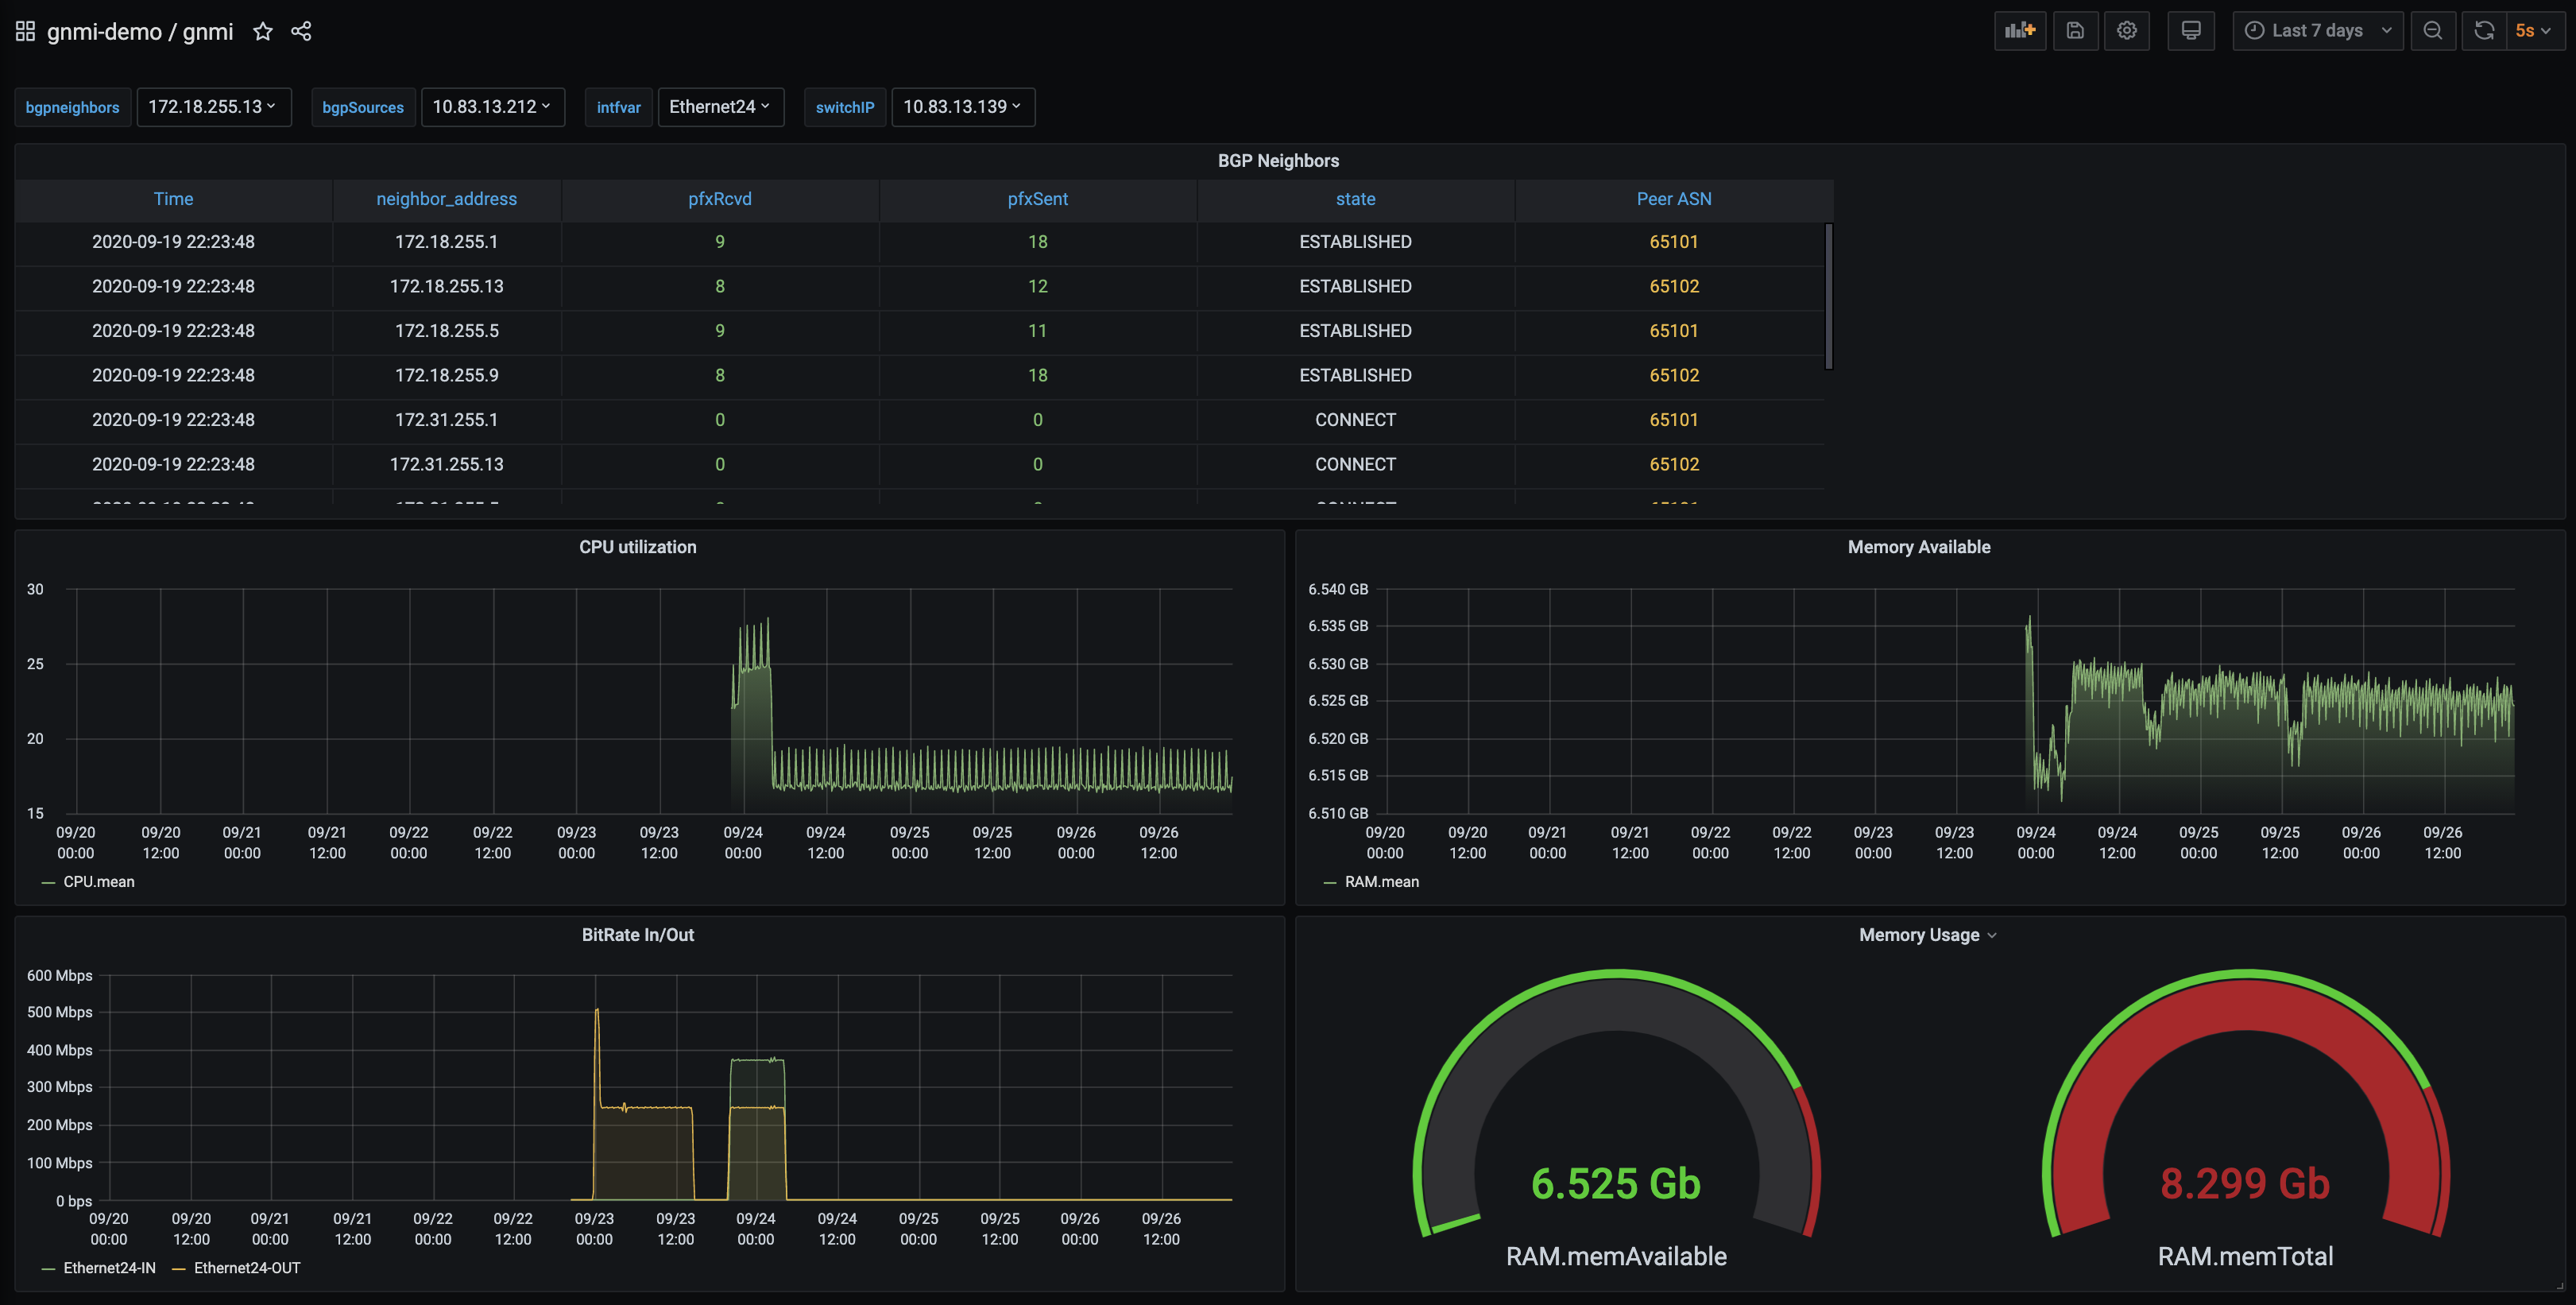 gnmi-demo / gnmi
Last 7 days 5s
bgpneighbors 172.18.255.13 bgpSources 10.83.13.212 intfvar Ethernet24 switchIP 10.83.13.139
BGP Neighbors
Time neighbor_address pfxRcvd pfxSent state Peer ASN
2020-09-19 22:23:48 172.18.255.1 9 18 ESTABLISHED 65101
2020-09-19 22:23:48 172.18.255.13 8 12 ESTABLISHED 65102
2020-09-19 22:23:48 172.18.255.5 9 11 ESTABLISHED 65101
2020-09-19 22:23:48 172.18.255.9 8 18 ESTABLISHED 65102
2020-09-19 22:23:48 172.31.255.1 0 0 CONNECT 65101
2020-09-19 22:23:48 172.31.255.13 0 0 CONNECT 65102
CPU utilization
30
25
20
15
09/20 09/20 09/21 09/21 09/22 09/22 09/23 09/23 09/24 09/24 09/25 09/25 09/26 09/26
00:00 12:00 00:00 12:00 00:00 12:00 00:00 12:00 00:00 12:00 00:00 12:00 00:00 12:00
CPU.mean
Memory Available
6.540 GB
6.535 GB
6.530 GB
6.525 GB
6.520 GB
6.515 GB
6.510 GB
09/20 09/20 09/21 09/21 09/22 09/22 09/23 09/23 09/24 09/24 09/25 09/25 09/26 09/26
00:00 12:00 00:00 12:00 00:00 12:00 00:00 12:00 00:00 12:00 00:00 12:00 00:00 12:00
RAM.mean
BitRate In/Out
600 Mbps
500 Mbps
400 Mbps
300 Mbps
200 Mbps
100 Mbps
0 bps
09/20 09/20 09/21 09/21 09/22 09/22 09/23 09/23 09/24 09/24 09/25 09/25 09/26 09/26
00:00 12:00 00:00 12:00 00:00 12:00 00:00 12:00 00:00 12:00 00:00 12:00 00:00 12:00
Ethernet24-IN Ethernet24-OUT
Memory Usage
6.525 Gb
RAM.memAvailable
8.299 Gb
RAM.memTotal